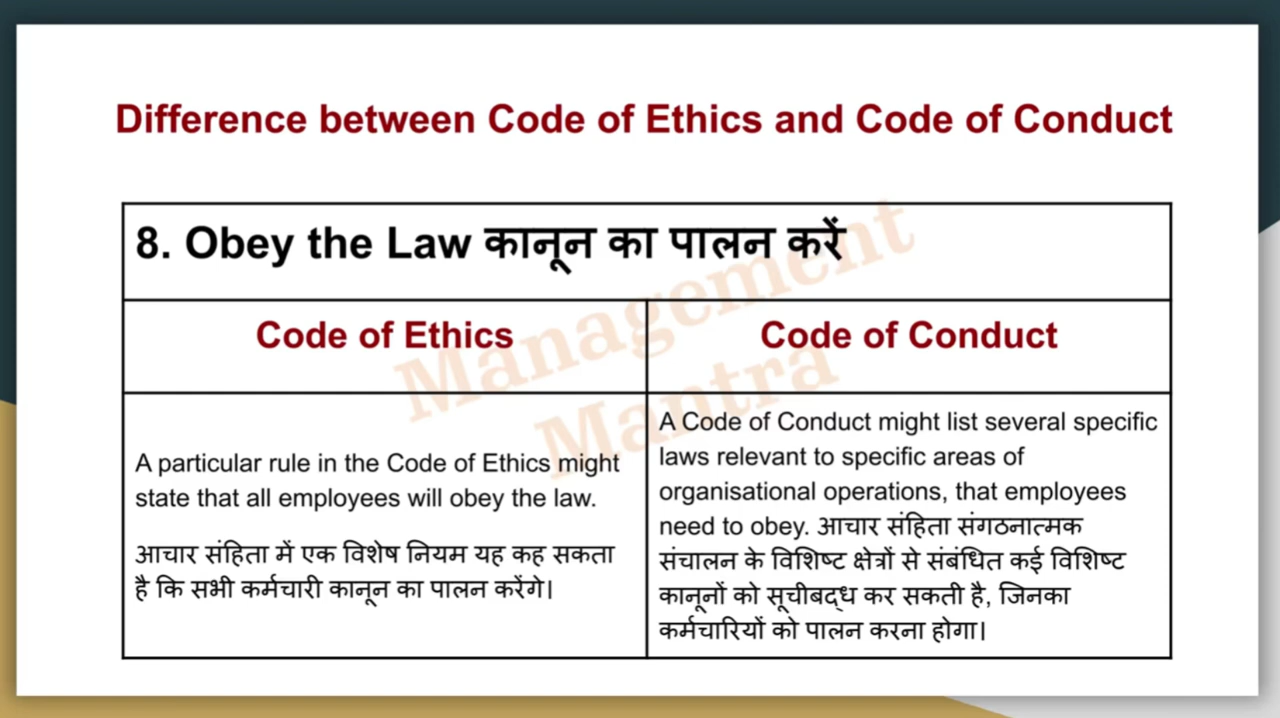 Difference between Code of Ethics and Code of Conduct
8. Obey the Law कानून का पालन करें
Code of Ethics
Code of Conduct
A particular rule in the Code of Ethics might
state that all employees will obey the law.
आचार संहिता में एक विशेष नियम यह कह सकता
है कि सभी कर्मचारी कानून का पालन करेंगे।
A Code of Conduct might list several specific
laws relevant to specific areas of
organisational operations, that employees
need to obey. आचार संहिता संगठनात्मक
संचालन के विशिष्ट क्षेत्रों से संबंधित कई विशिष्ट
कानूनों को सूचीबद्ध कर सकती है, जिनका
कर्मचारियों को पालन करना होगा।
Management
Mantra